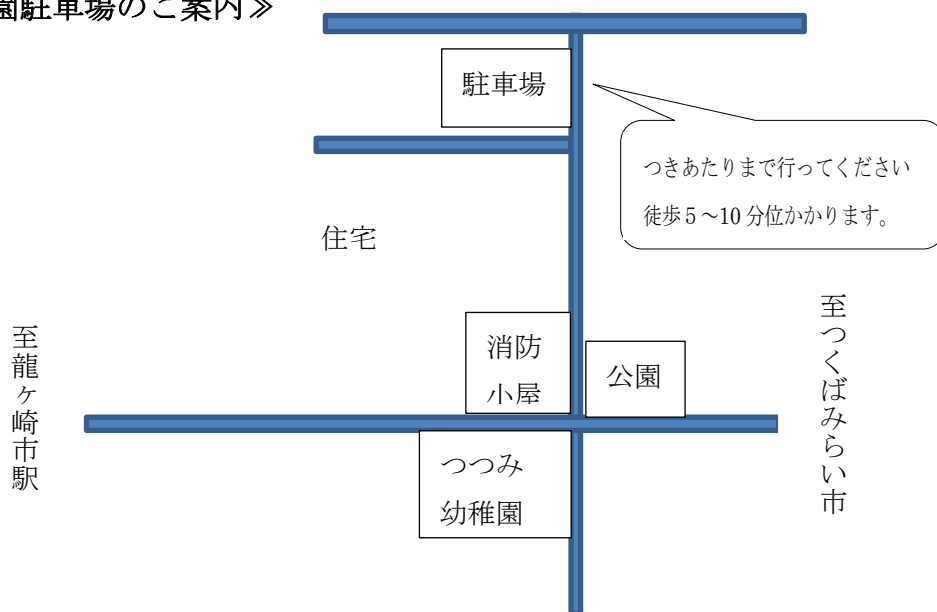 園駐車場のご案内≫
駐車場
つきあたりまで行ってください
徒歩5~10分位かかります。
住宅
至つくばみらい市
至龍ヶ崎市駅
消防
小屋
公園
つつみ
幼稚園